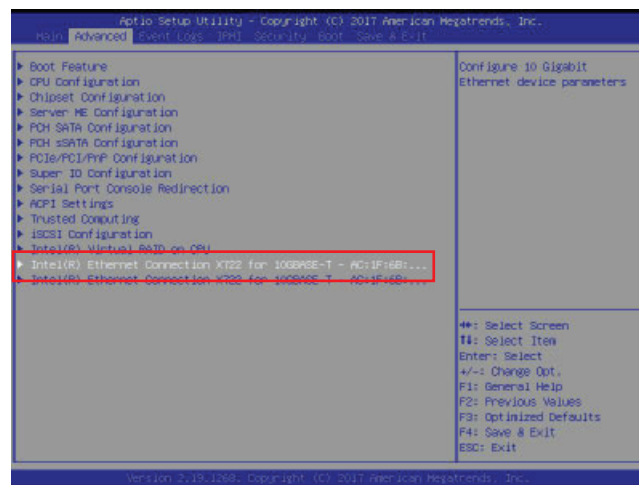 Aptio Setup Utility - Copyright (C) 2017 American Megatrends, Inc.
Main Advanced Event Logs IPMI Security Boot Save & Exit
Boot Feature
CPU Configuration
Chipset Configuration
Server ME Configuration
PCH SATA Configuration
PCH sSATA Configuration
PCIe/PCI/PnP Configuration
Super IO Configuration
Serial Port Console Redirection
ACPI Settings
Trusted Computing
iSCSI Configuration
Intel(R) Virtual RAID on CPU
Intel(R) Ethernet Connection X722 for 10GBASE-T - AC:1F:6B:...
Intel(R) Ethernet Connection X722 for 10GBASE-T - AC:1F:6B:...
Configure 10 Gigabit
Ethernet device parameters
: Select Screen
↑↓: Select Item
Enter: Select
+/-: Change Opt.
F1: General Help
F2: Previous Values
F3: Optimized Defaults
F4: Save & Exit
ESC: Exit
Version 2.19.1268. Copyright (C) 2017 American Megatrends, Inc.